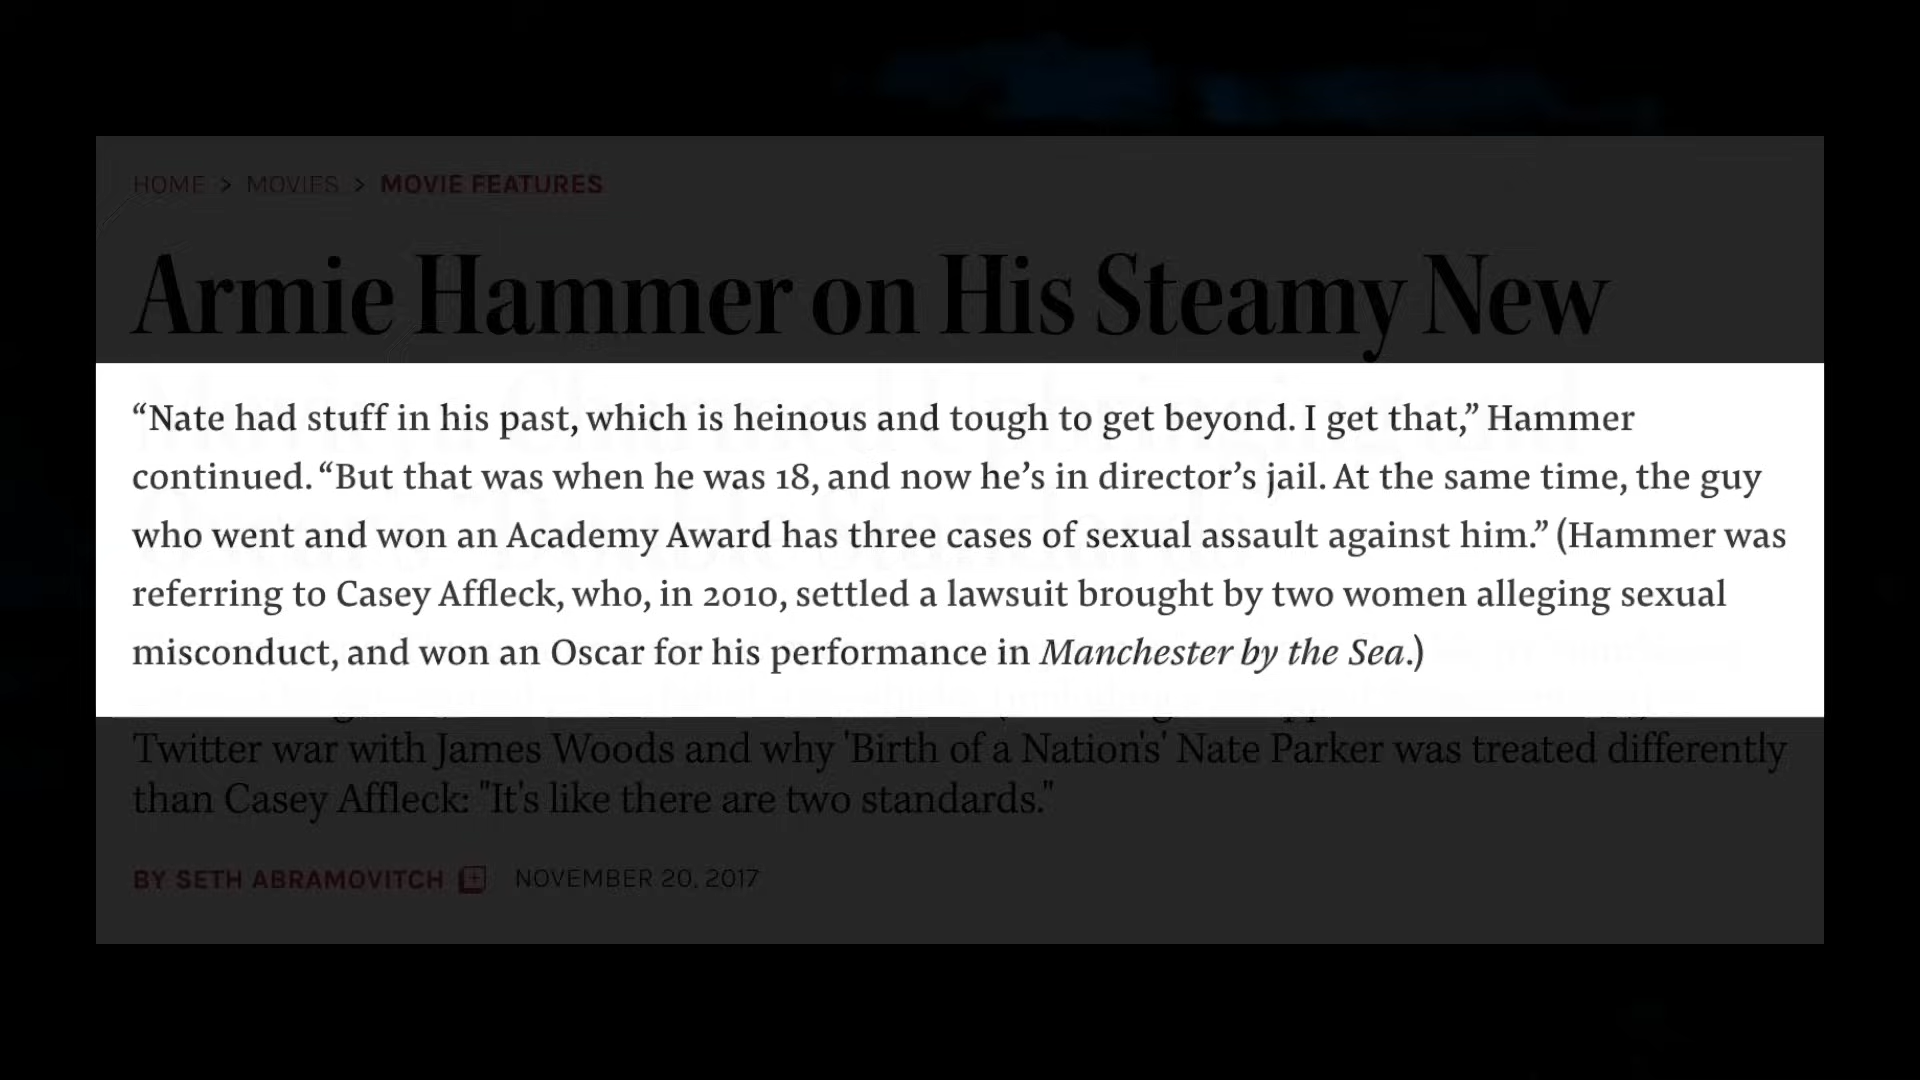 HOME > MOVIES > MOVIE FEATURES
Armie Hammer on His Steamy New
“Nate had stuff in his past, which is heinous and tough to get beyond. I get that,” Hammer
continued. “But that was when he was 18, and now he’s in director’s jail. At the same time, the guy
who went and won an Academy Award has three cases of sexual assault against him.” (Hammer was
referring to Casey Affleck, who, in 2010, settled a lawsuit brought by two women alleging sexual
misconduct, and won an Oscar for his performance in Manchester by the Sea.)
Twitter war with James Woods and why 'Birth of a Nation's' Nate Parker was treated differently
than Casey Affleck: "It's like there are two standards."
BY SETH ABRAMOVITCH NOVEMBER 20, 2017